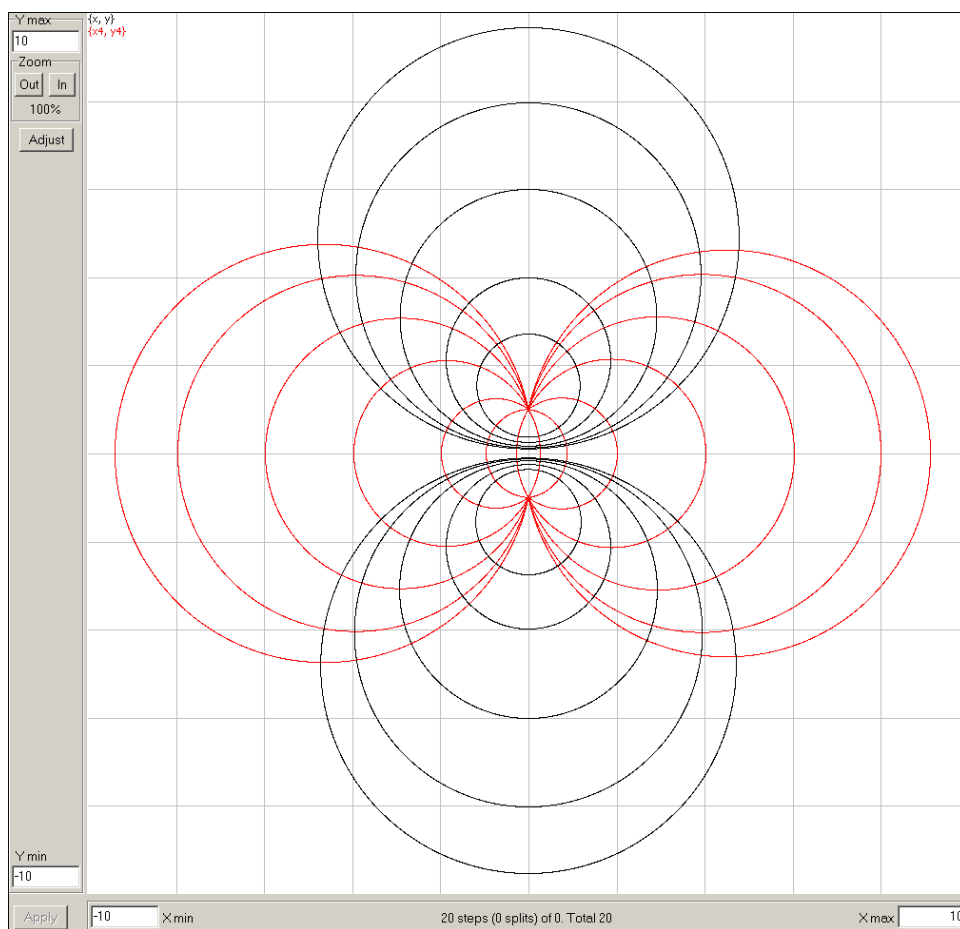 Y max
10
Zoom
Out In
100%
Adjust
{x, y}
{x4, y4}
Y min
-10
Apply
-10 X min 20 steps (0 splits) of 0. Total 20 X max 10